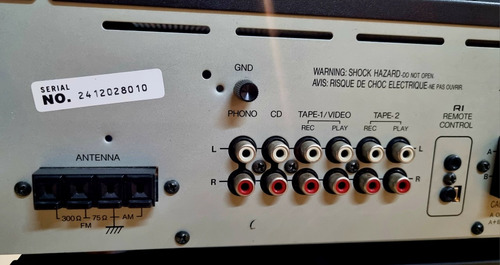 SERIAL
NO. 2412028010
GND
WARNING: SHOCK HAZARD-DO NOT OPEN.
AVIS: RISQUE DE CHOC ELECTRIQUE-NE PAS OUVRIR.
PHONO CD TAPE-1/VIDEO TAPE-2
REC PLAY REC PLAY
RI
REMOTE
CONTROL
ANTENNA
L L
R R
300Ω 75Ω AM
FM
A
B